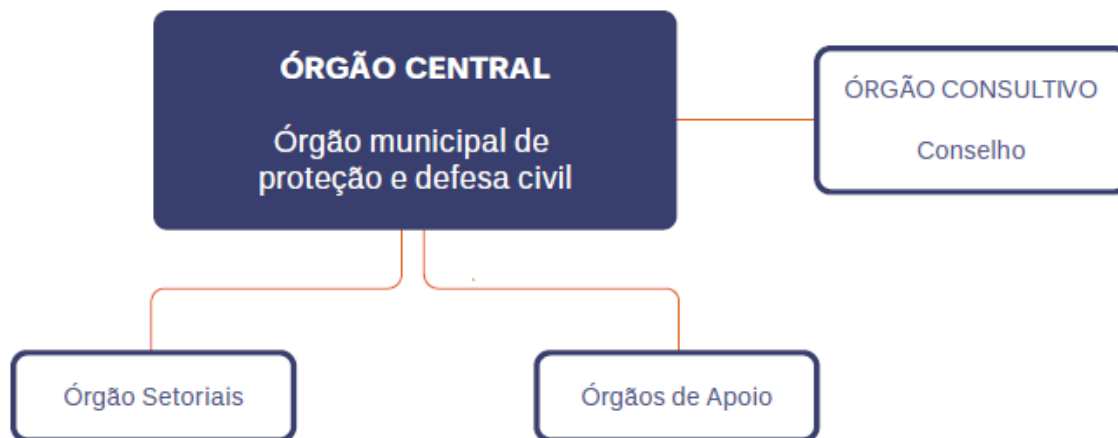 ÓRGÃO CENTRAL
Órgão municipal de
proteção e defesa civil
ÓRGÃO CONSULTIVO
Conselho
Órgão Setoriais
Órgãos de Apoio